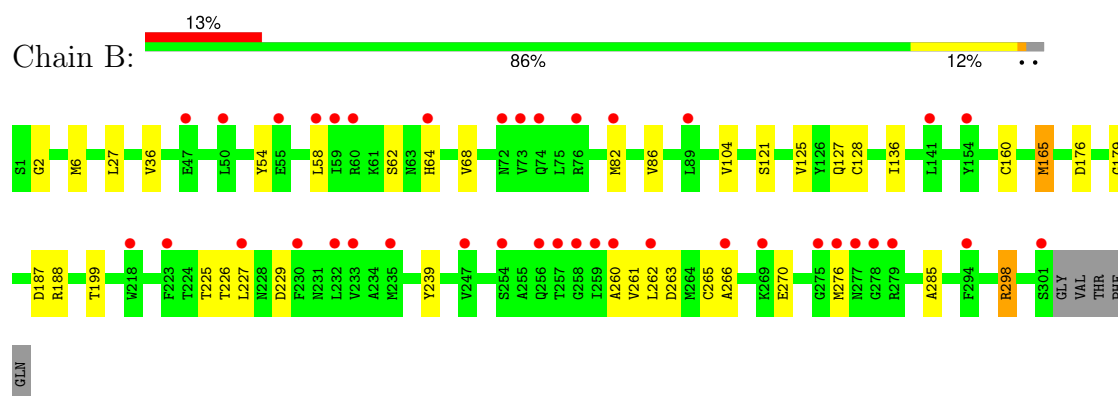 13%
Chain B:
86% 12% • •
S1 G2 M6 L27 V36 E47 L50 Y54 E55 L58 I59 R60 K61 S62 N63 H64 V68 N72 V73 Q74 L75 R76 M82 V86 L89 V104 S121 V125 Y126 Q127 C128 I136 L141 Y154 C160 M165 D176
D187 R188 T199 W218 F223 T224 T225 T226 L227 N228 D229 F230 N231 L232 V233 A234 M235 Y239 V247 S254 A255 Q256 T257 G258 I259 A260 V261 L262 D263 M264 C265 A266 K269 E270 G275 M276 N277 G278 R279 A285 F294 R298 S301 GLY VAL THR
GLN